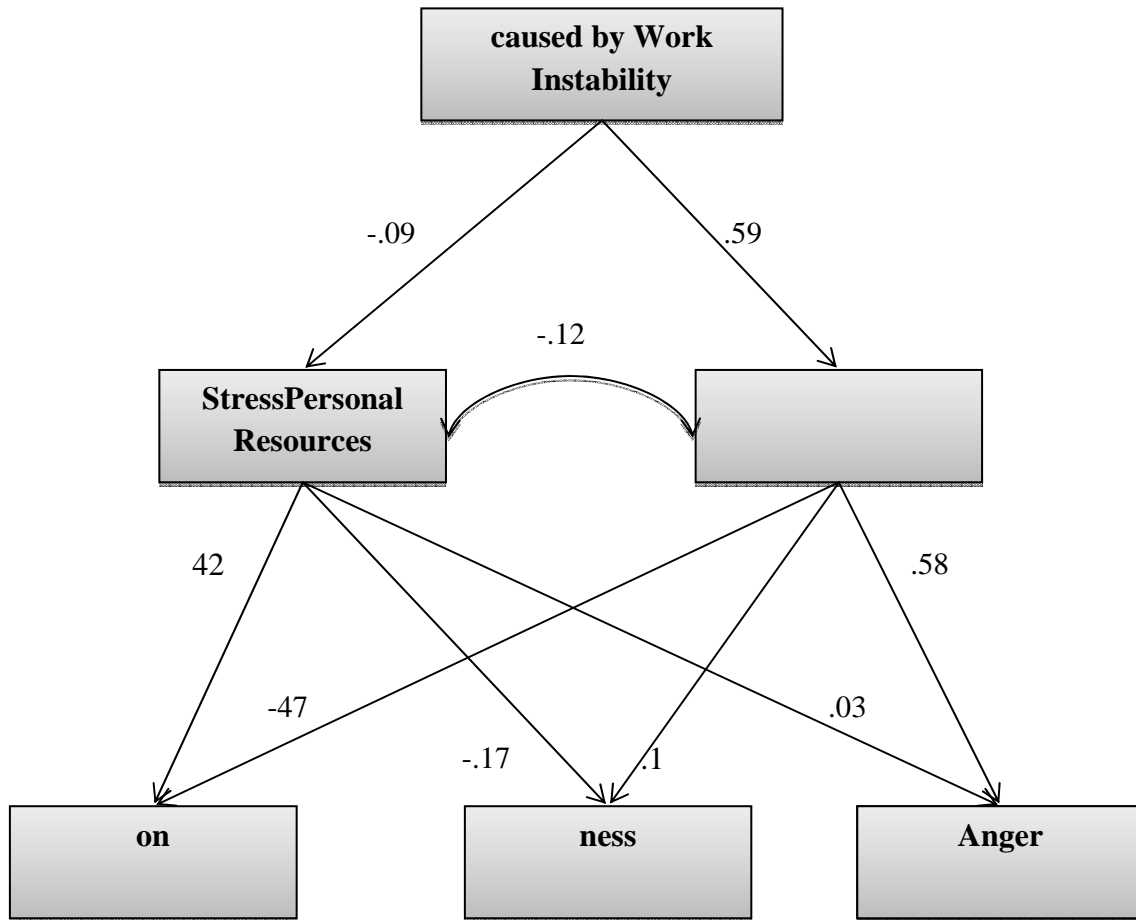 caused by Work
Instability
-.09
.59
-.12
StressPersonal
Resources
42
.58
-47
.03
-.17
.1
on
ness
Anger